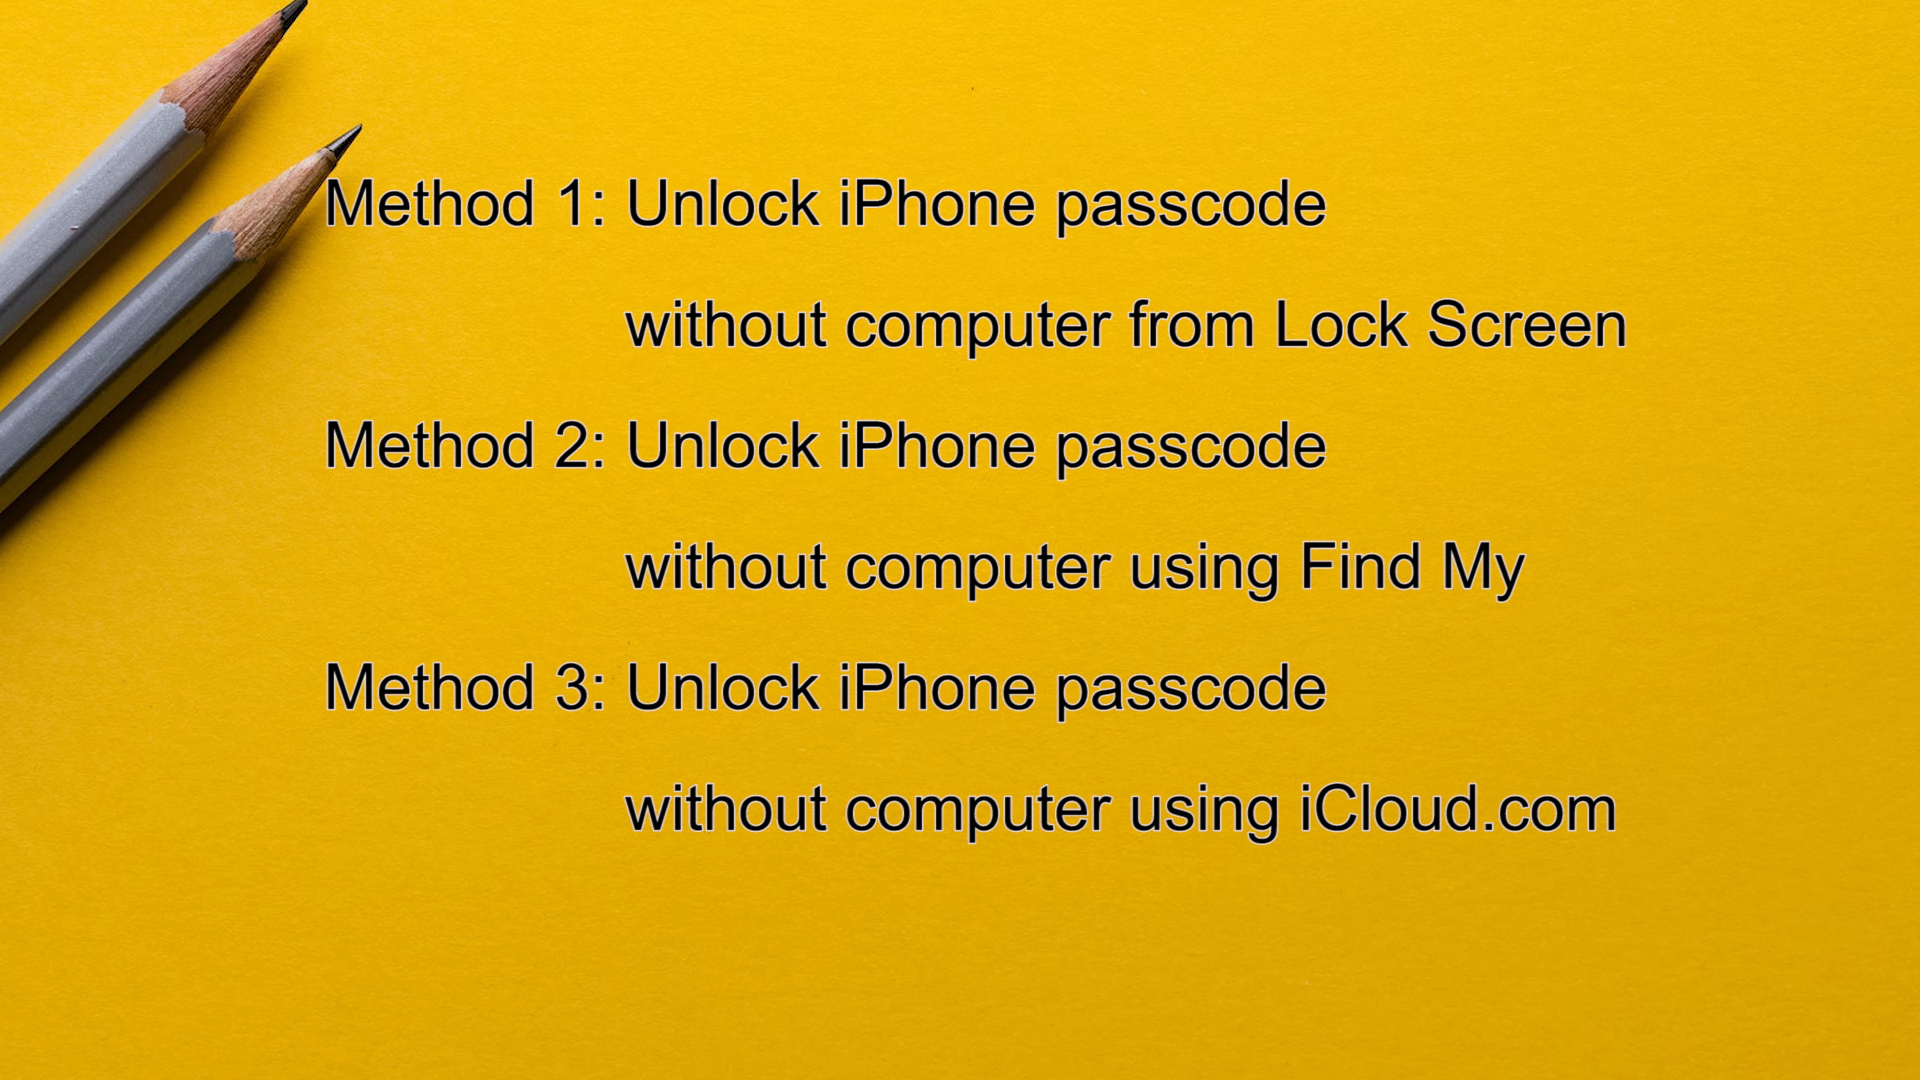 Method 1: Unlock iPhone passcode
without computer from Lock Screen
Method 2: Unlock iPhone passcode
without computer using Find My
Method 3: Unlock iPhone passcode
without computer using iCloud.com